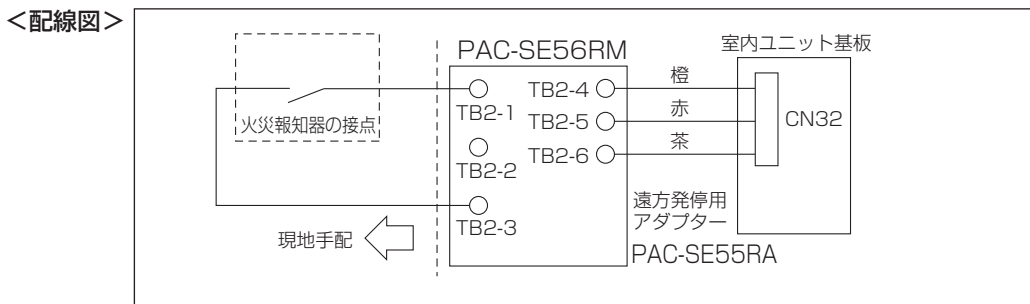 ＜配線図＞
PAC-SE56RM
室内ユニット基板
火災報知器の接点
TB2-1
TB2-2
TB2-3
TB2-4
TB2-5
TB2-6
橙
赤
茶
CN32
現地手配
遠方発停用
アダプター
PAC-SE55RA